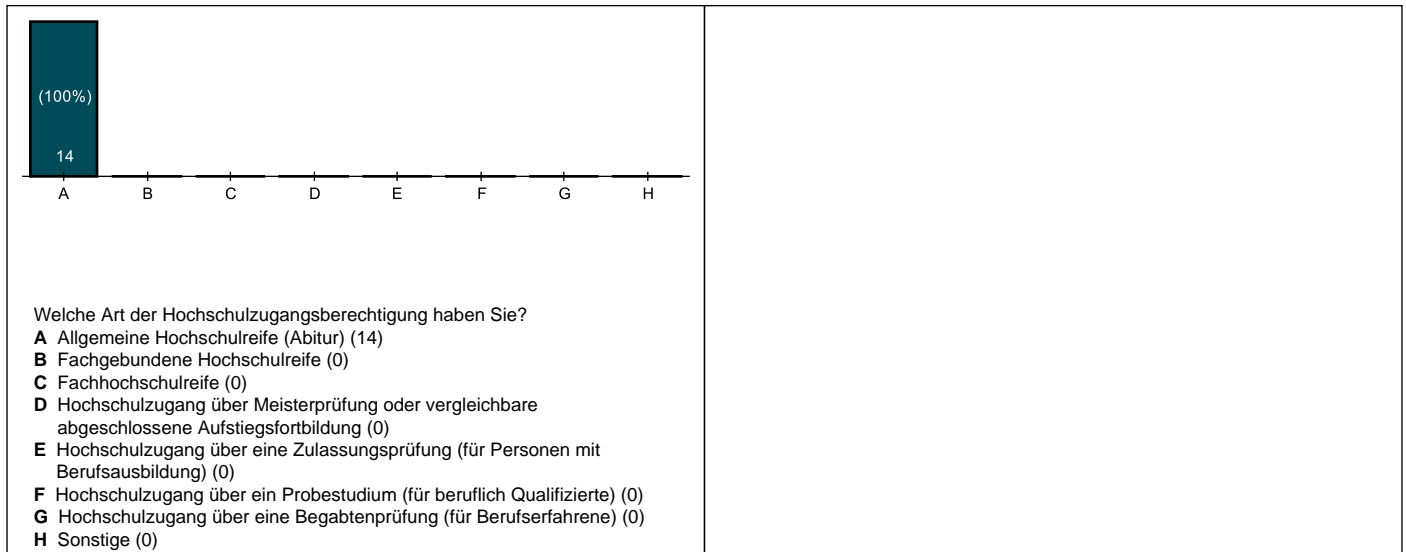 (100%)
14
A B C D E F G H
Welche Art der Hochschulzugangsberechtigung haben Sie?
A Allgemeine Hochschulreife (Abitur) (14)
B Fachgebundene Hochschulreife (0)
C Fachhochschulreife (0)
D Hochschulzugang über Meisterprüfung oder vergleichbare
abgeschlossene Aufstiegsfortbildung (0)
E Hochschulzugang über eine Zulassungsprüfung (für Personen mit
Berufsausbildung) (0)
F Hochschulzugang über ein Probestudium (für beruflich Qualifizierte) (0)
G Hochschulzugang über eine Begabtenprüfung (für Berufserfahrene) (0)
H Sonstige (0)